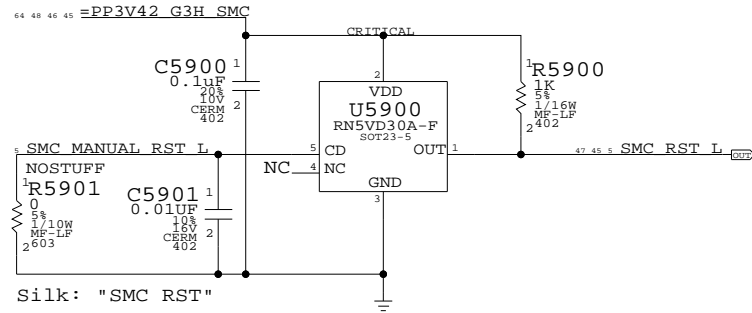 64 48 46 45 =PP3V42_G3H_SMC
CRITICAL
C5900 1
0.1uF
20%
10V
CERM
402
2
2
VDD
U5900
RN5VD30A-F
SOT23-5
1
R5900
1K
5%
1/16W
MF-LF
402
2
5 SMC_MANUAL_RST_L
5 CD
OUT 1
47 45 5 SMC_RST_L OUT
NC 4 NC
GND
3
NOSTUFF
1
R5901
0
5%
1/10W
MF-LF
603
2
C5901 1
0.01UF
10%
16V
CERM
402
2
Silk: "SMC RST"